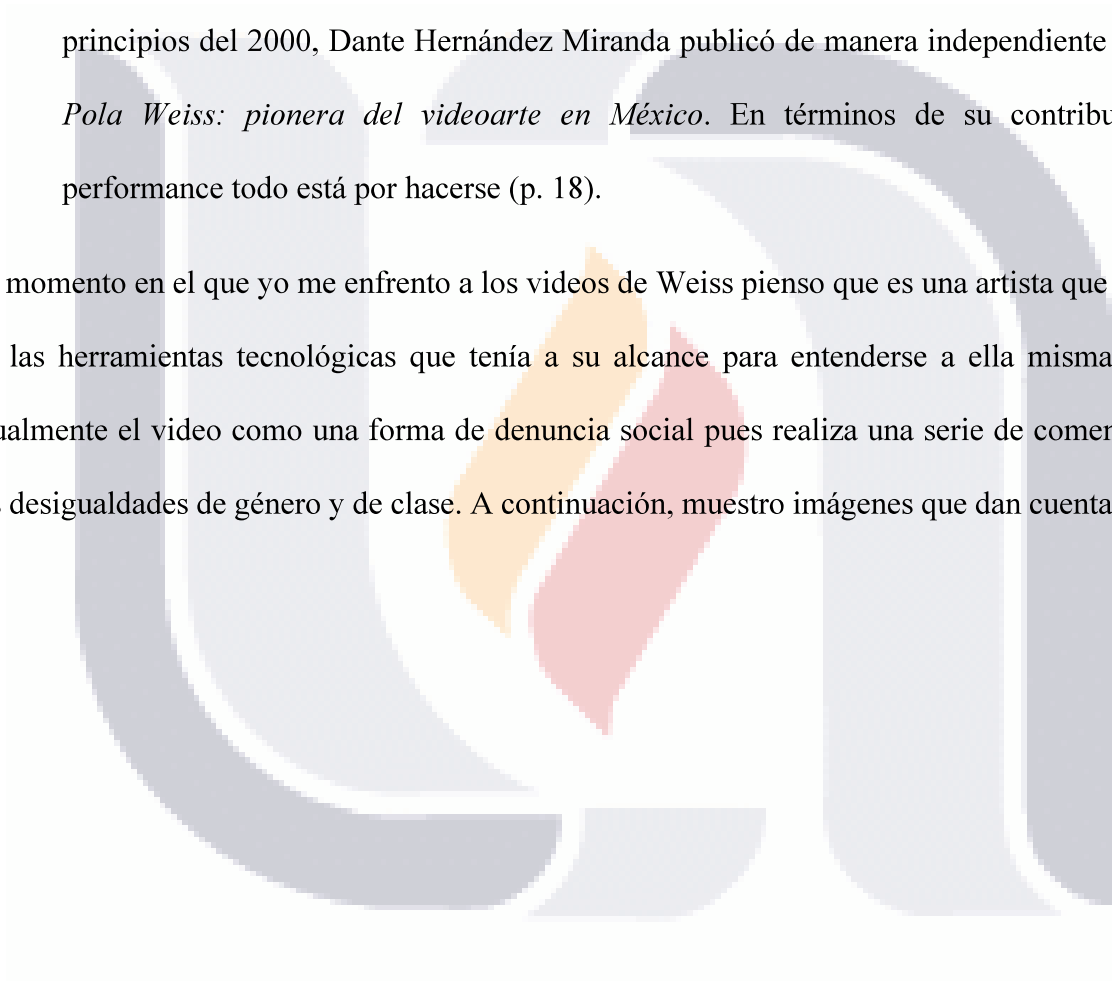 principios del 2000, Dante Hernández Miranda publicó de manera independiente
Pola Weiss: pionera del videoarte en México. En términos de su contribu
performance todo está por hacerse (p. 18).
momento en el que yo me enfrento a los videos de Weiss pienso que es una artista que
las herramientas tecnológicas que tenía a su alcance para entenderse a ella misma
ualmente el video como una forma de denuncia social pues realiza una serie de comen
desigualdades de género y de clase. A continuación, muestro imágenes que dan cuenta